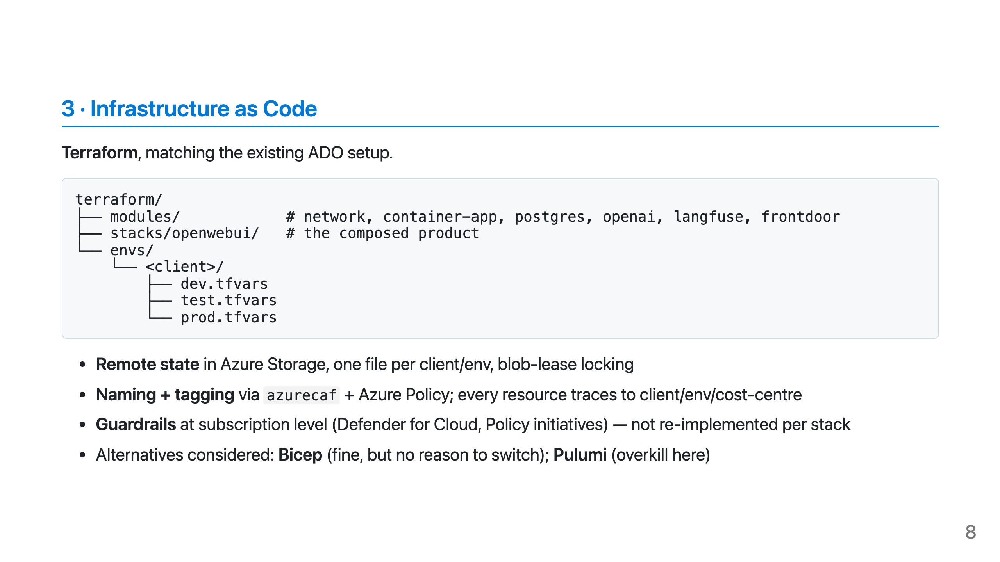 3 · Infrastructure as Code
Terraform, matching the existing ADO setup.
terraform/
├── modules/            # network, container-app, postgres, openai, langfuse, frontdoor
├── stacks/openwebui/   # the composed product
└── envs/
    └── <client>/
        ├── dev.tfvars
        ├── test.tfvars
        └── prod.tfvars
• Remote state in Azure Storage, one file per client/env, blob-lease locking
• Naming + tagging via azurecaf + Azure Policy; every resource traces to client/env/cost-centre
• Guardrails at subscription level (Defender for Cloud, Policy initiatives) — not re-implemented per stack
• Alternatives considered: Bicep (fine, but no reason to switch); Pulumi (overkill here)
8